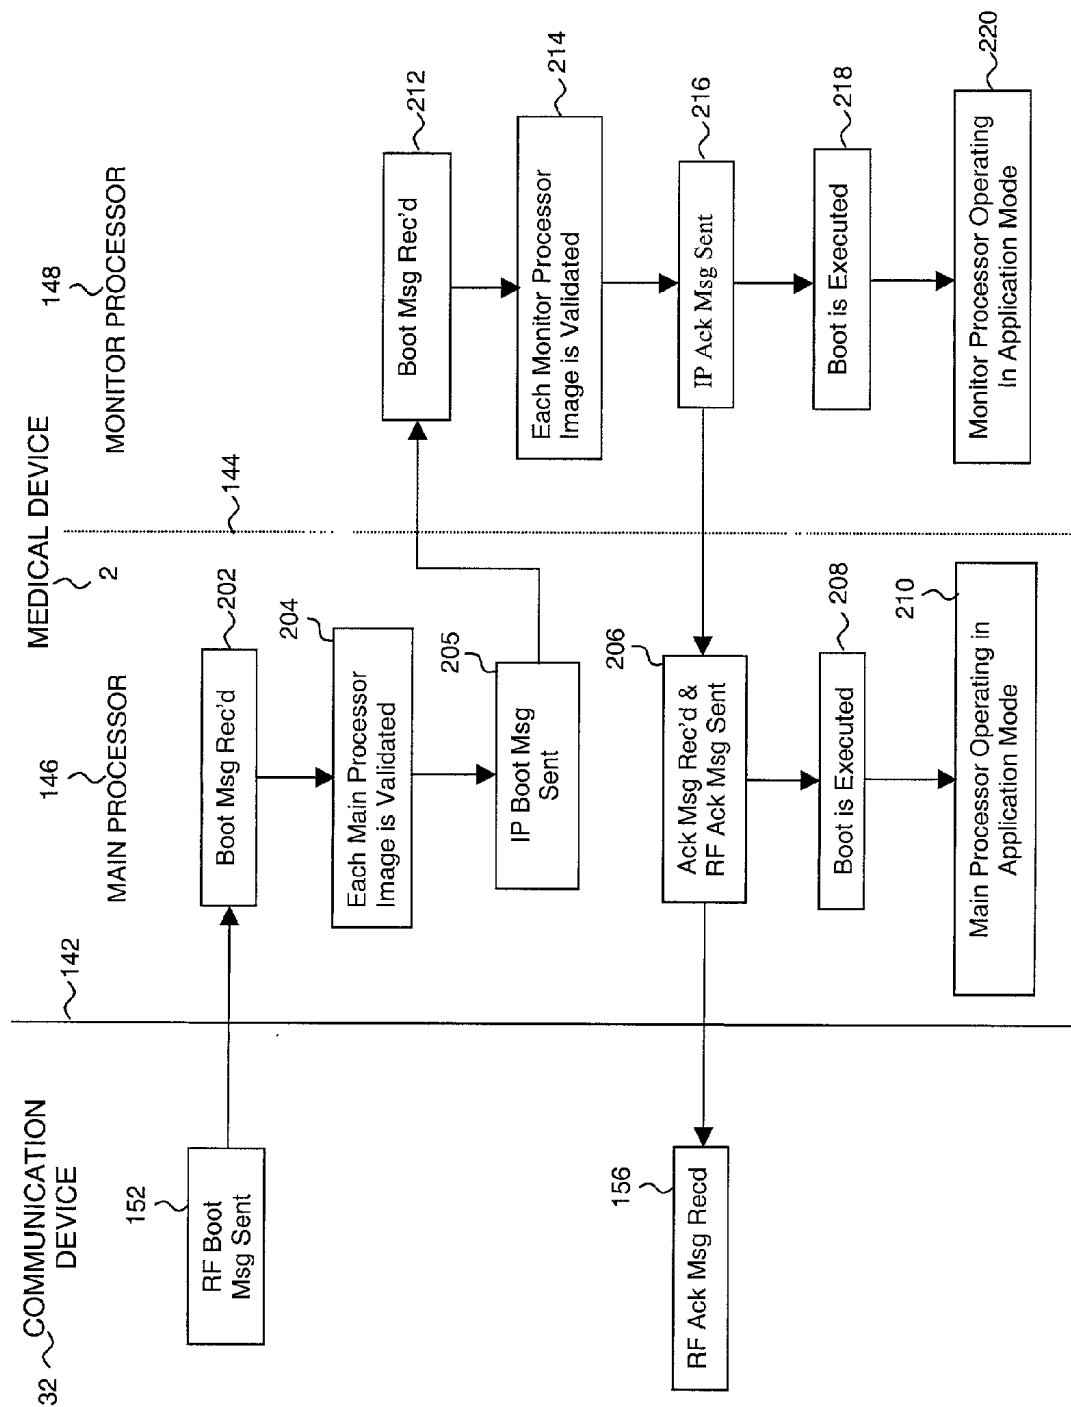 32 COMMUNICATION
DEVICE
142
MEDICAL DEVICE
2
146
MAIN PROCESSOR
144
148
MONITOR PROCESSOR
152
RF Boot
Msg Sent
202
Boot Msg Rec'd
204
Each Main Processor
Image is Validated
205
IP Boot Msg
Sent
212
Boot Msg Rec'd
214
Each Monitor Processor
Image is Validated
216
IP Ack Msg Sent
206
Ack Msg Rec'd &
RF Ack Msg Sent
156
RF Ack Msg Recd
208
Boot is Executed
218
Boot is Executed
210
Main Processor Operating in
Application Mode
220
Monitor Processor Operating
In Application Mode